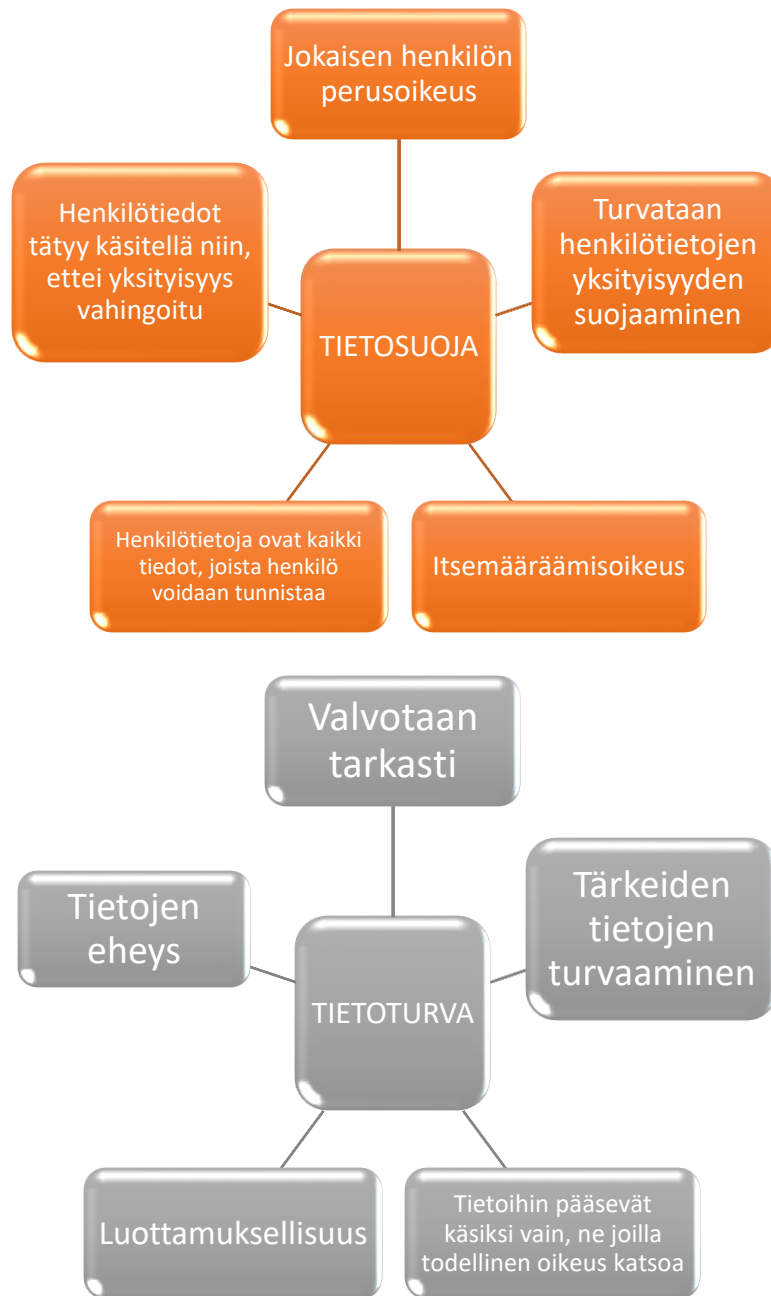 Jokaisen henkilön
perusoikeus
Henkilötiedot
tätyy käsitellä niin,
ettei yksityisyys
vahingoitu
Turvataan
henkilötietojen
yksityisyyden
suojaaminen
TIETOSUOJA
Henkilötietoja ovat kaikki
tiedot, joista henkilö
voidaan tunnistaa
Itsemääräämisoikeus
Valvotaan
tarkasti
Tietojen
eheys
Tärkeiden
tietojen
turvaaminen
TIETOTURVA
Luottamuksellisuus
Tietoihin pääsevät
käsiksi vain, ne joilla
todellinen oikeus katsoa